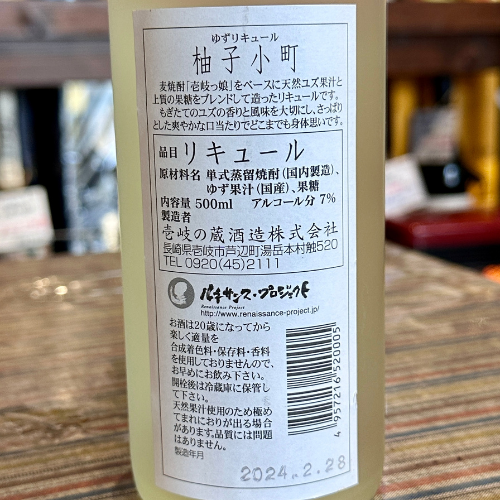 ゆずリキュール
柚子小町
麦焼酎「壱岐っ娘」をベースに天然ユズ果汁と
上質の果糖をブレンドして造ったリキュールです。
もぎたてのユズの香りと風味を大切にし、さっぱり
とした爽やかな口当たりでどこまでも身体思いです。
品目 リキュール
原材料名 単式蒸留焼酎(国内製造)、
ゆず果汁(国産)、果糖
内容量 500ml アルコール分 7%
製造者
壱岐の蔵酒造株式会社
長崎県壱岐市芦辺町湯岳本村触520
TEL 0920(45)2111
ルネサンス・プロジェクト
Renaissance Project
http://www.renaissance-project.jp/
お酒は20歳になってから
楽しく適量を
合成着色料・保存料・香料
を使用しておりませんので、
お早めにお飲み下さい。
開栓後は冷蔵庫に保管し
て下さい。
天然果汁使用のため極め
てまれにおりが出る場合
があります。品質には問題
はありません。
製造年月
2024.2.28
4957216520005